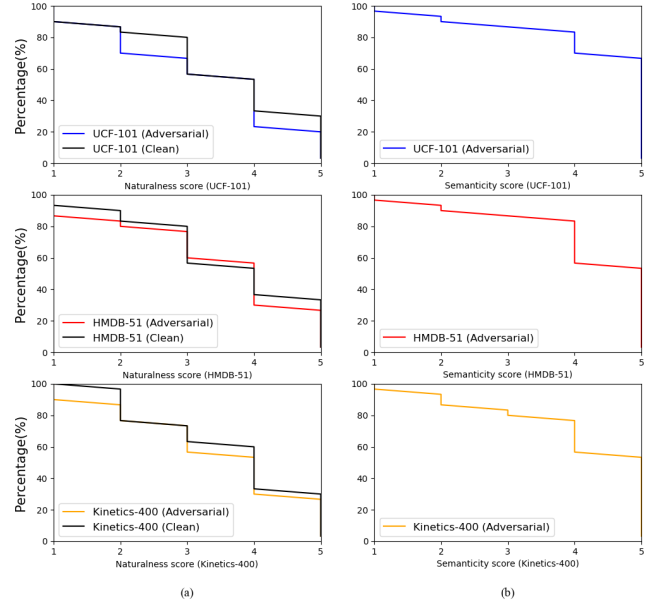 100
80
60
40
20
0
Percentage(%)
UCF-101 (Adversarial)
UCF-101 (Clean)
1 2 3 4 5
Naturalness score (UCF-101)
100
80
60
40
20
0
UCF-101 (Adversarial)
1 2 3 4 5
Semanticity score (UCF-101)
100
80
60
40
20
0
Percentage(%)
HMDB-51 (Adversarial)
HMDB-51 (Clean)
1 2 3 4 5
Naturalness score (HMDB-51)
100
80
60
40
20
0
HMDB-51 (Adversarial)
1 2 3 4 5
Semanticity score (HMDB-51)
100
80
60
40
20
0
Percentage(%)
Kinetics-400 (Adversarial)
Kinetics-400 (Clean)
1 2 3 4 5
Naturalness score (Kinetics-400)
100
80
60
40
20
0
Kinetics-400 (Adversarial)
1 2 3 4 5
Semanticity score (Kinetics-400)
(a)
(b)